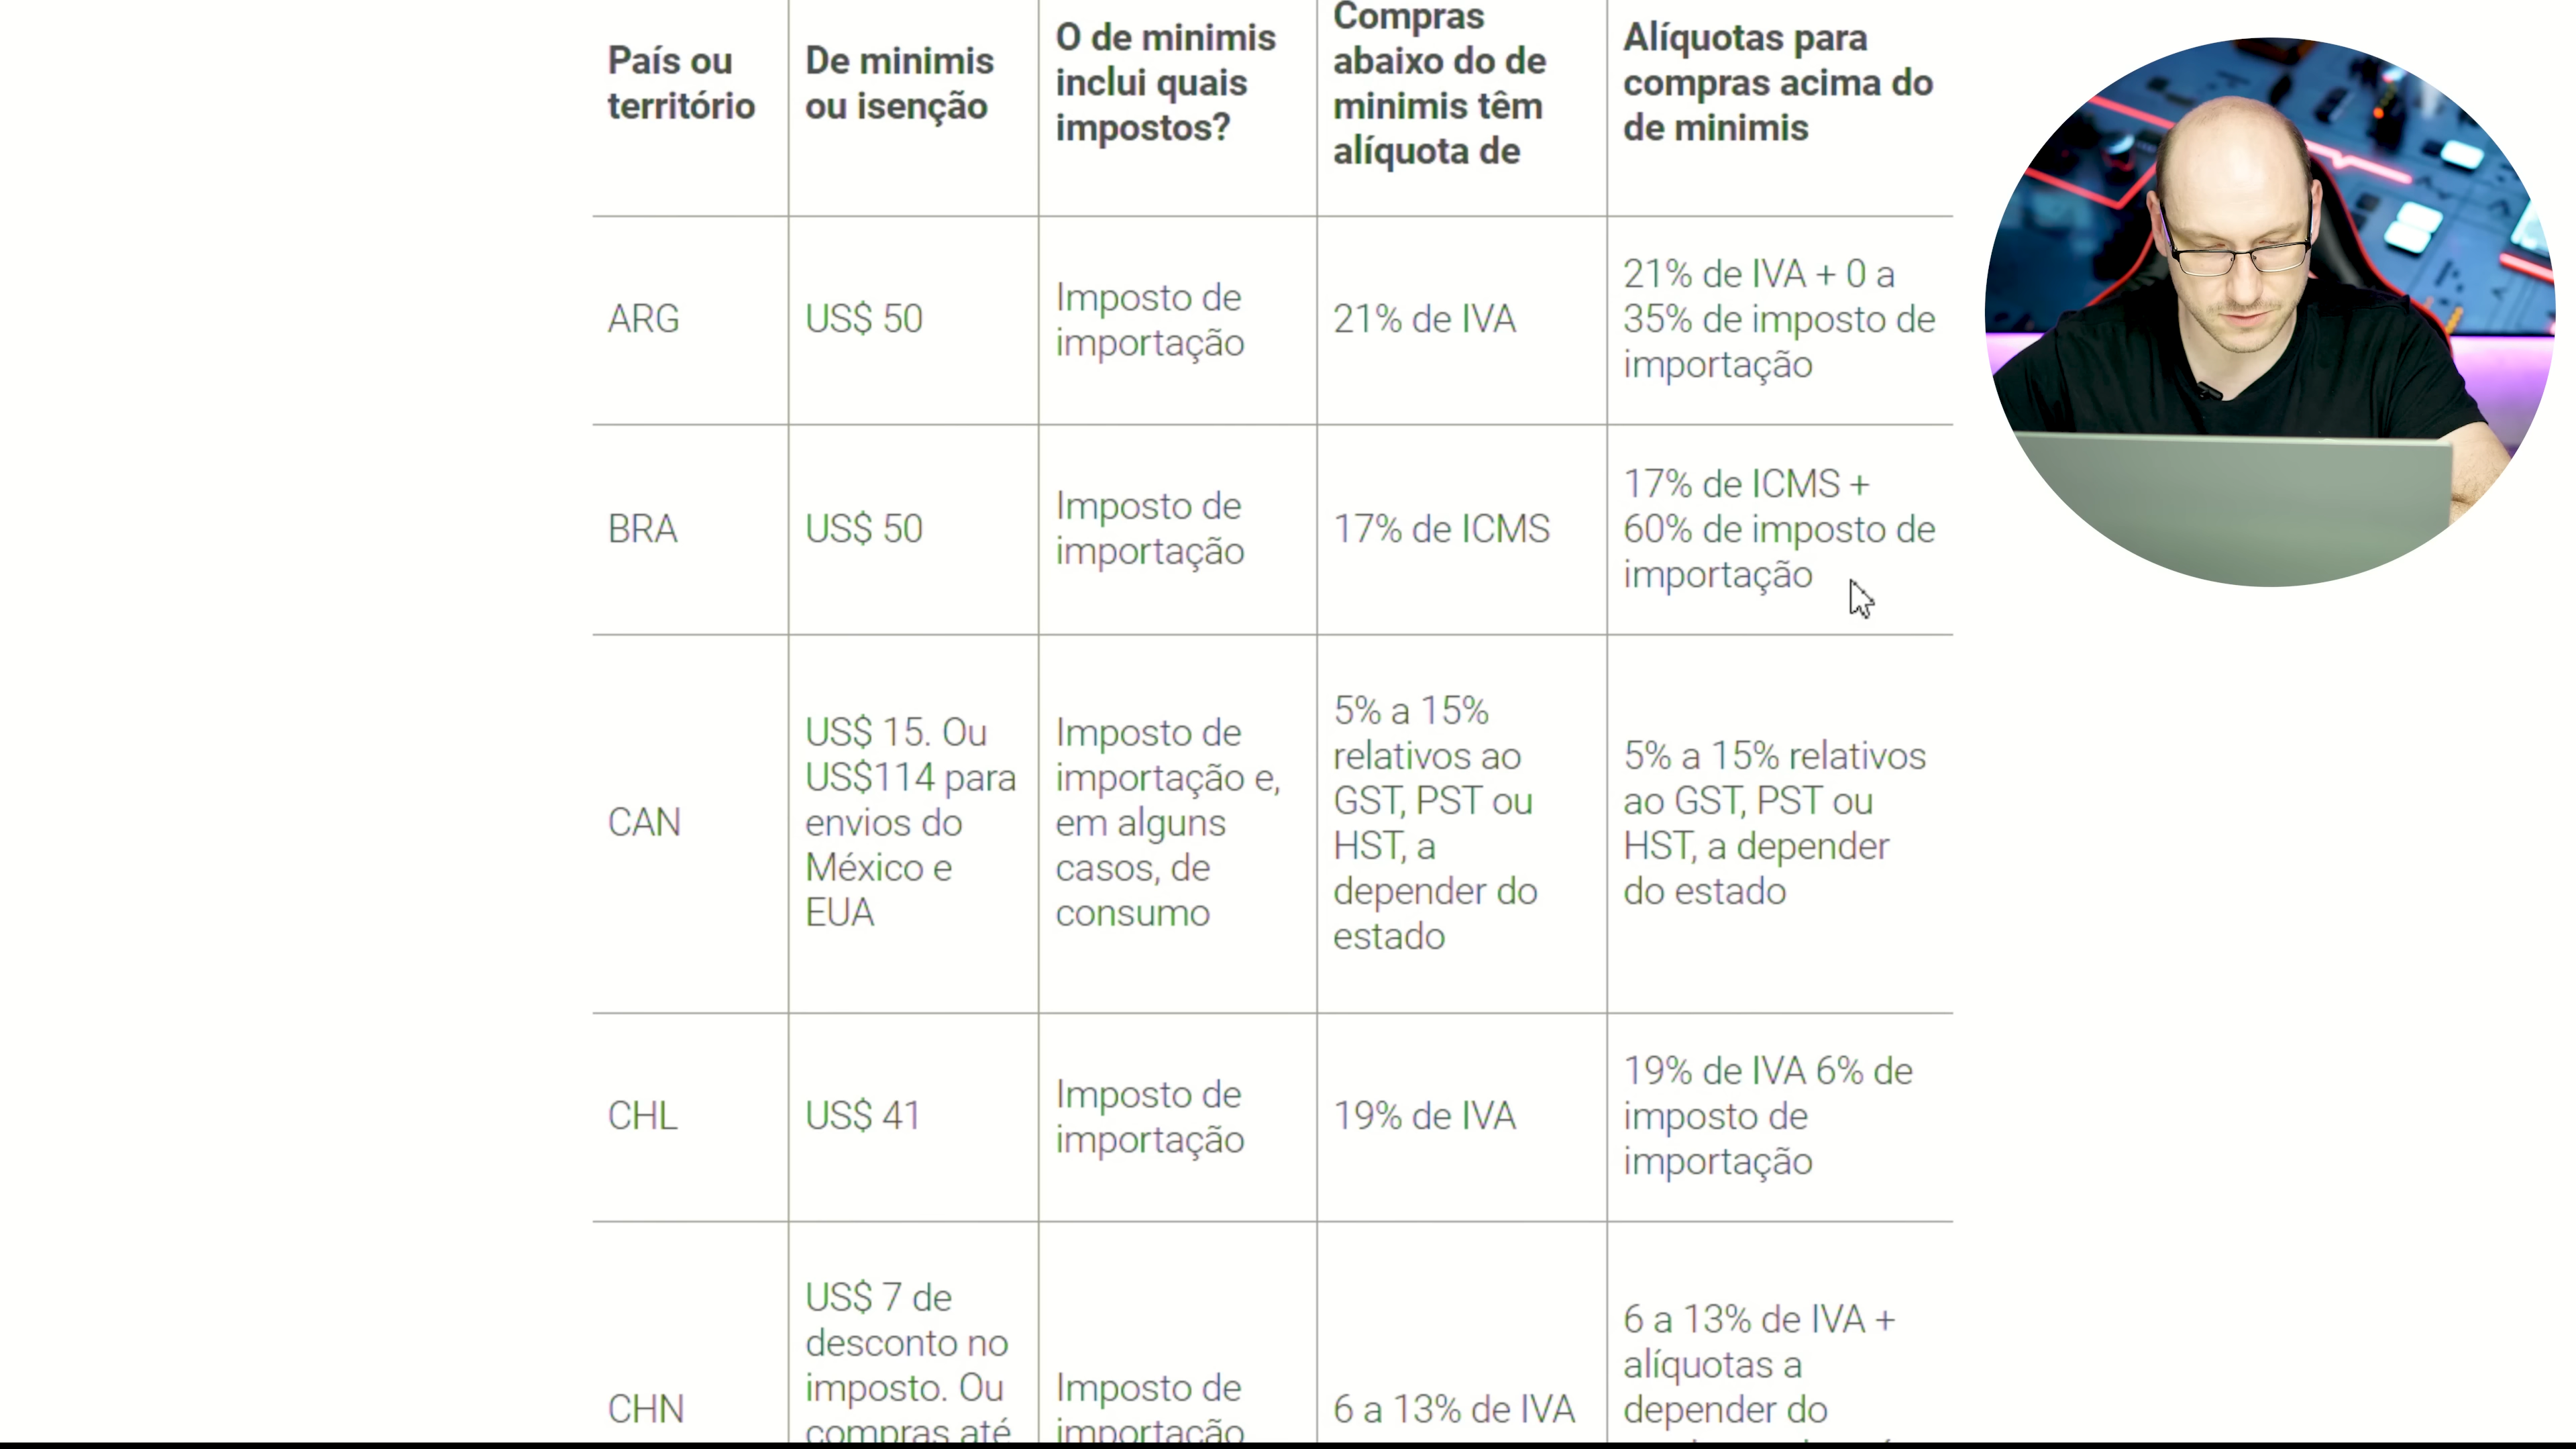 País ou
território
De minimis
ou isenção
O de minimis
inclui quais
impostos?
Compras
abaixo do de
minimis têm
alíquota de
Alíquotas para
compras acima do
de minimis
ARG
US$ 50
Imposto de
importação
21% de IVA
21% de IVA + 0 a
35% de imposto de
importação
BRA
US$ 50
Imposto de
importação
17% de ICMS
17% de ICMS +
60% de imposto de
importação
CAN
US$ 15. Ou
US$114 para
envios do
México e
EUA
Imposto de
importação e,
em alguns
casos, de
consumo
5% a 15%
relativos ao
GST, PST ou
HST, a
depender do
estado
5% a 15% relativos
ao GST, PST ou
HST, a depender
do estado
CHL
US$ 41
Imposto de
importação
19% de IVA
19% de IVA 6% de
imposto de
importação
CHN
US$ 7 de
desconto no
imposto. Ou
compras até
Imposto de
importação
6 a 13% de IVA
6 a 13% de IVA +
alíquotas a
depender do